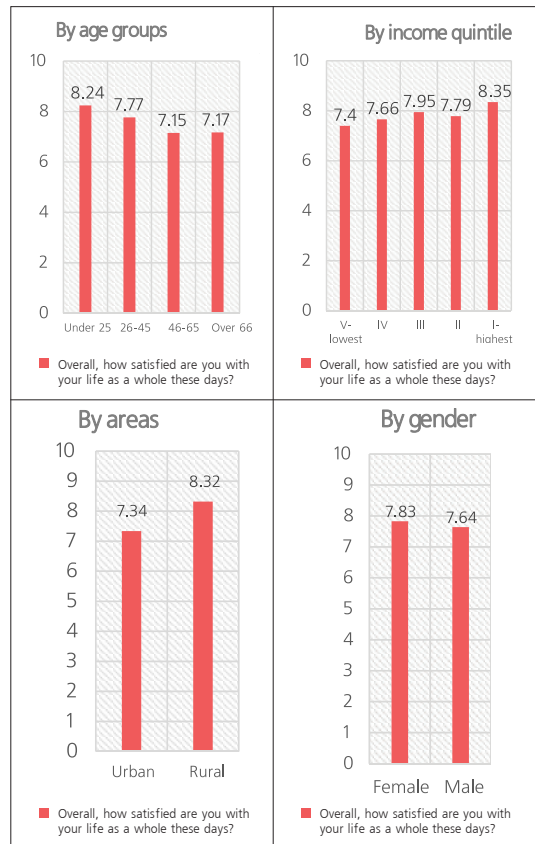 By age groups
10
8
6
4
2
0
8.24
7.77
7.15
7.17
Under 25 26-45 46-65 Over 66
Overall, how satisfied are you with
your life as a whole these days?
By income quintile
10
8
6
4
2
0
7.4
7.66
7.95
7.79
8.35
V-
lowest
IV
III
II
I-
highest
Overall, how satisfied are you with
your life as a whole these days?
By areas
10
9
8
7
6
5
4
3
2
1
0
7.34
8.32
Urban Rural
Overall, how satisfied are you with
your life as a whole these days?
By gender
10
9
8
7
6
5
4
3
2
1
0
7.83
7.64
Female Male
Overall, how satisfied are you with
your life as a whole these days?